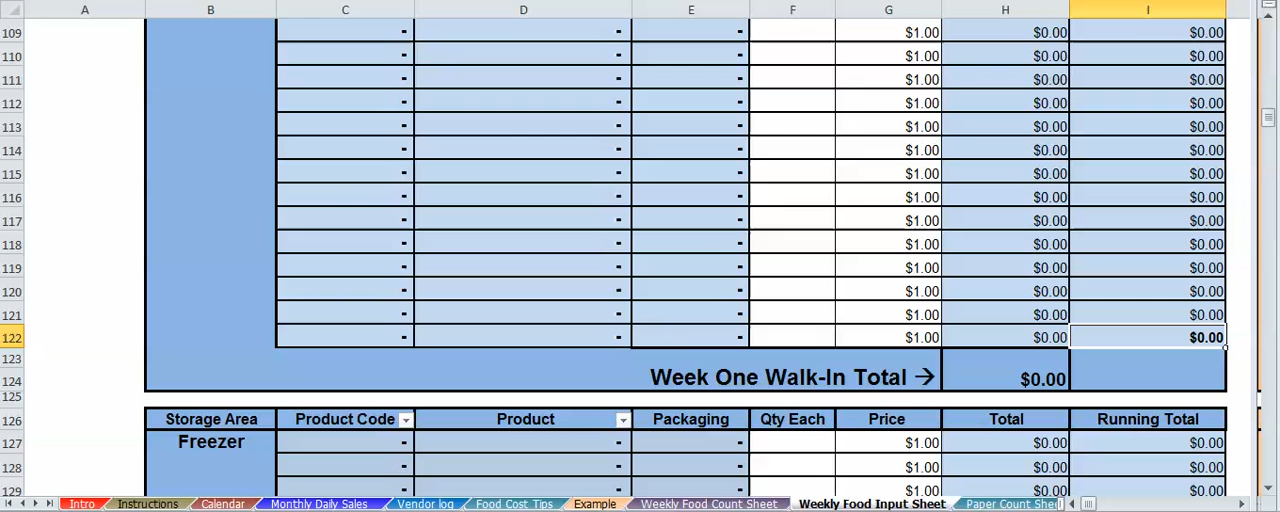 A B C D E F G H I
109 - - - $1.00 $0.00 $0.00
110 - - - $1.00 $0.00 $0.00
111 - - - $1.00 $0.00 $0.00
112 - - - $1.00 $0.00 $0.00
113 - - - $1.00 $0.00 $0.00
114 - - - $1.00 $0.00 $0.00
115 - - - $1.00 $0.00 $0.00
116 - - - $1.00 $0.00 $0.00
117 - - - $1.00 $0.00 $0.00
118 - - - $1.00 $0.00 $0.00
119 - - - $1.00 $0.00 $0.00
120 - - - $1.00 $0.00 $0.00
121 - - - $1.00 $0.00 $0.00
122 - - - $1.00 $0.00 $0.00
123
124 Week One Walk-In Total → $0.00
125
126 Storage Area Product Code Product Packaging Qty Each Price Total Running Total
127 Freezer - - - $1.00 $0.00 $0.00
128 - - - $1.00 $0.00 $0.00
129 - - - $1.00 $0.00 $0.00
Intro Instructions Calendar Monthly Daily Sales Vendor log Food Cost Tips Example Weekly Food Count Sheet Weekly Food Input Sheet Paper Count Shee